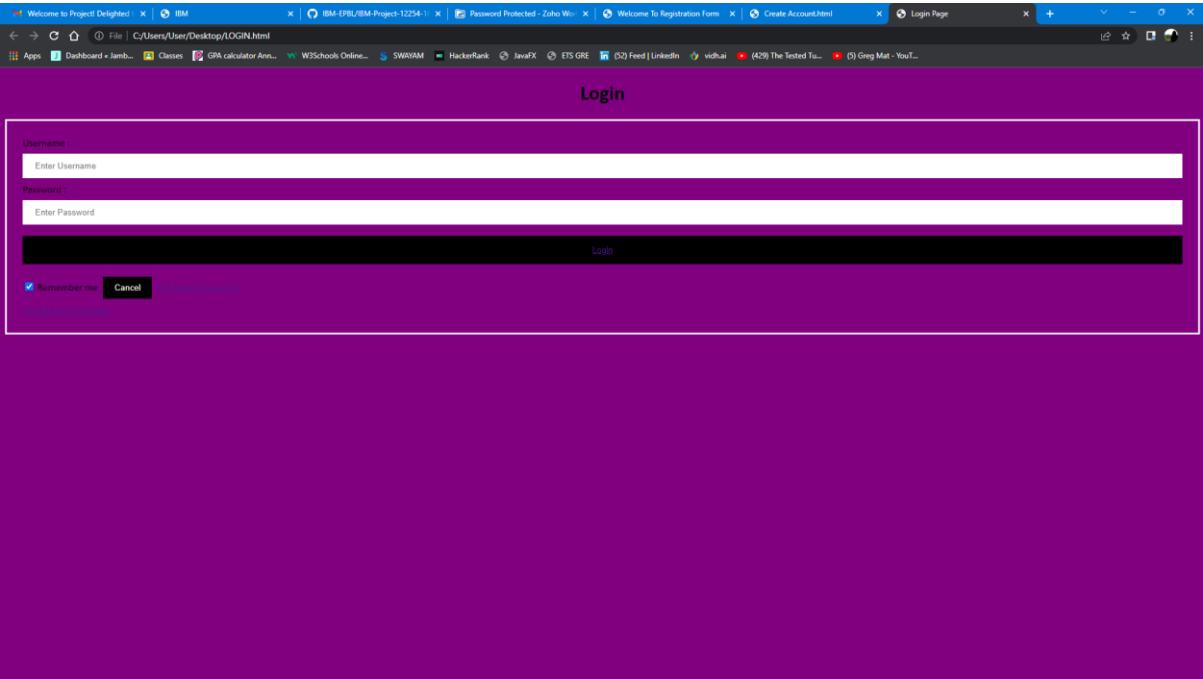 Welcome to Project! Delighted IBM IBM-EPBL/IBM-Project-12254-1 Password Protected - Zoho Wor Welcome To Registration Form Create Account.html Login Page
File C:/Users/User/Desktop/LOGIN.html
Apps Dashboard « Jamb... Classes GPA calculator Ann... W3Schools Online... SWAYAM HackerRank JavaFX ETS GRE (52) Feed | LinkedIn vidh.ai (429) The Tested Tu... (5) Greg Mat - YouT...
Login
Username :
Enter Username
Password :
Enter Password
Login
Remember me Cancel